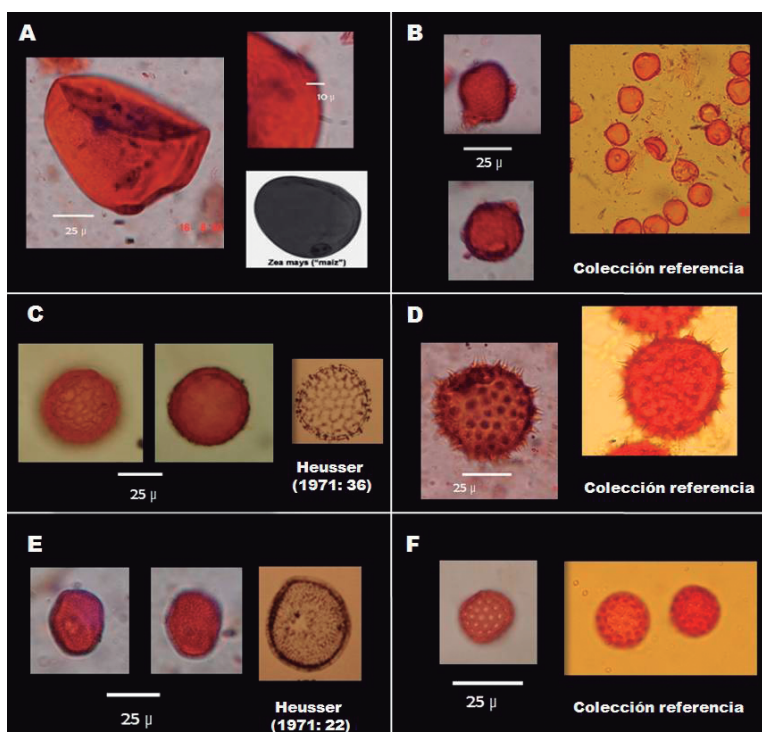 A
10 µ
25 µ
Zea mays ("maíz")
B
25
µ
Colección referencia
C
25 µ
Heusser
(1971: 36)
D
25 µ
Colección referencia
E
25 µ
Heusser
(1971: 22)
F
25 µ
Colección referencia